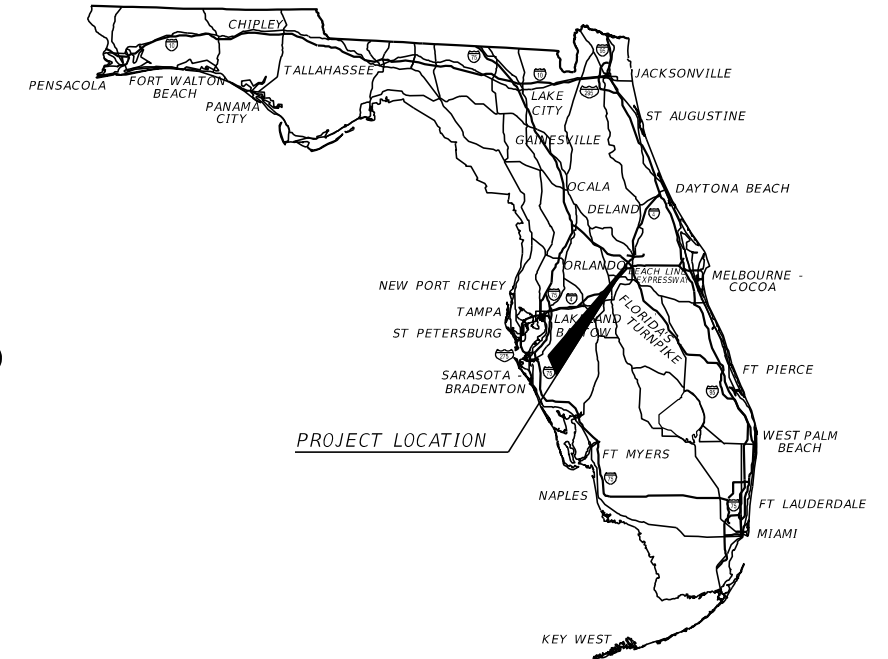 CHIPLEY
PENSACOLA
FORT WALTON
BEACH
PANAMA
CITY
TALLAHASSEE
JACKSONVILLE
LAKE
CITY
ST AUGUSTINE
GAINESVILLE
OCALA
DAYTONA BEACH
DELAND
ORLANDO
BEACH LINE
EXPRESSWAY
MELBOURNE -
COCOA
NEW PORT RICHEY
TAMPA
LAKELAND
BARTOW
FLORIDA'S
TURNPIKE
ST PETERSBURG
SARASOTA -
BRADENTON
FT PIERCE
PROJECT LOCATION
WEST PALM
BEACH
FT MYERS
NAPLES
FT LAUDERDALE
MIAMI
KEY WEST